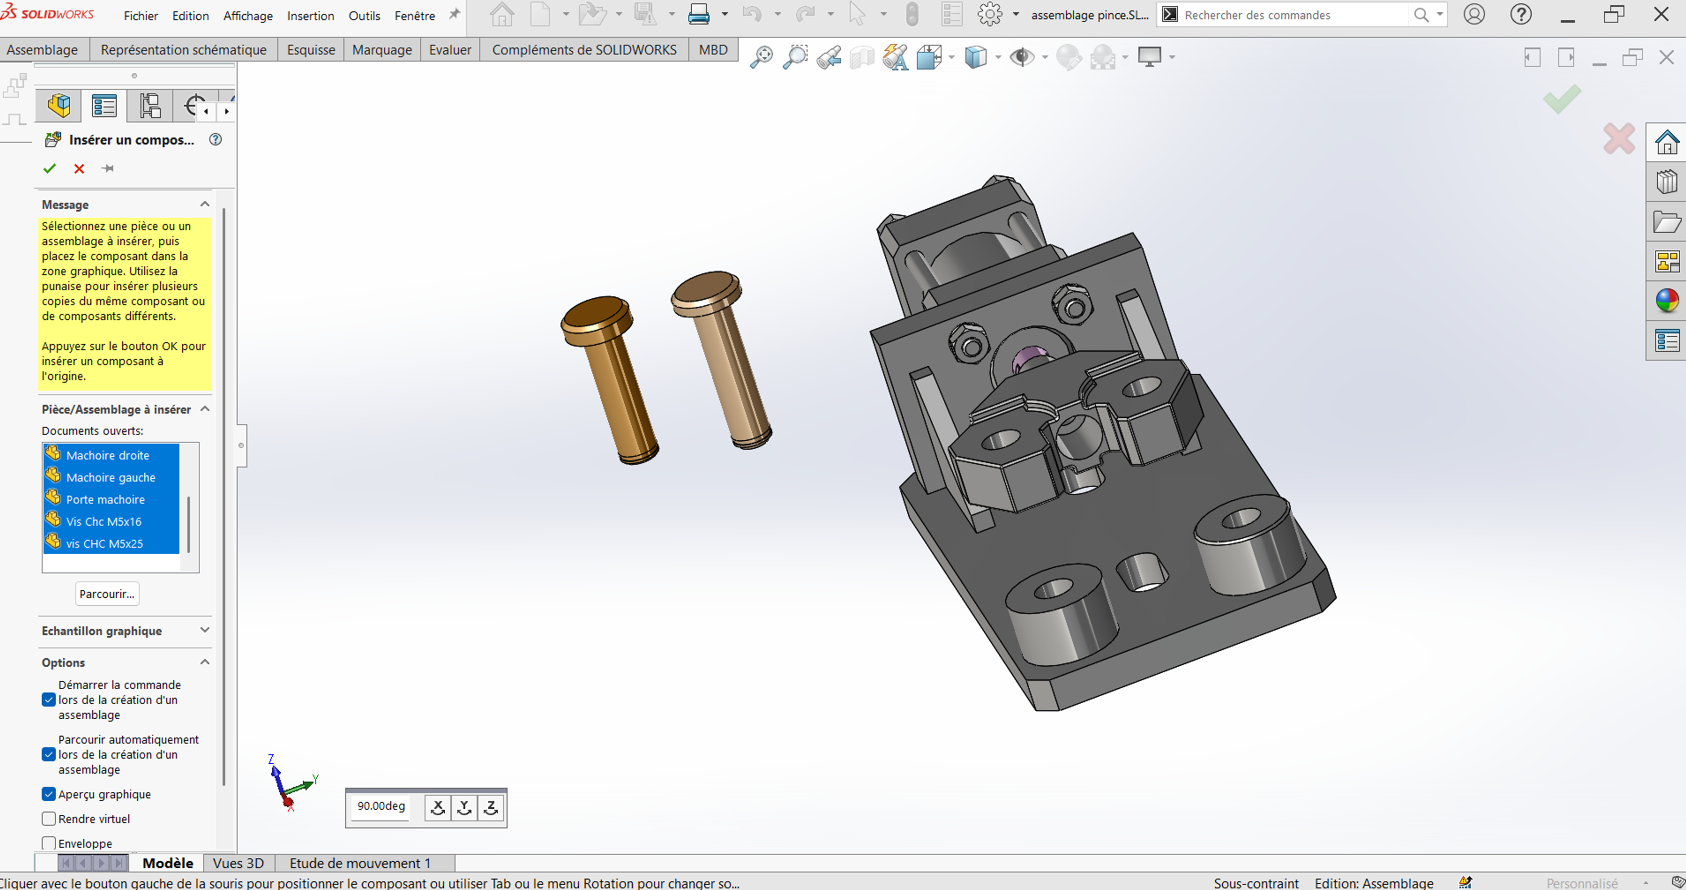 SOLIDWORKS
Fichier Edition Affichage Insertion Outils Fenêtre
assemblage pince.SL...
Rechercher des commandes
Assemblage Représentation schématique Esquisse Marquage Evaluer Compléments de SOLIDWORKS MBD
Insérer un compos...
Message
Sélectionnez une pièce ou un
assemblage à insérer, puis
placez le composant dans la
zone graphique. Utilisez la
punaise pour insérer plusieurs
copies du même composant ou
de composants différents.
Appuyez sur le bouton OK pour
insérer un composant à
l'origine.
Pièce/Assemblage à insérer
Documents ouverts:
Machoire droite
Machoire gauche
Porte machoire
Vis Chc M5x16
vis CHC M5x25
Parcourir...
Echantillon graphique
Options
Démarrer la commande
lors de la création d'un
assemblage
Parcourir automatiquement
lors de la création d'un
assemblage
Aperçu graphique
Rendre virtuel
Enveloppe
Z
Y
X
90.00deg X Y Z
Modèle Vues 3D Etude de mouvement 1
Cliquer avec le bouton gauche de la souris pour positionner le composant ou utiliser Tab ou le menu Rotation pour changer so...
Sous-contraint Edition: Assemblage Personnalisé